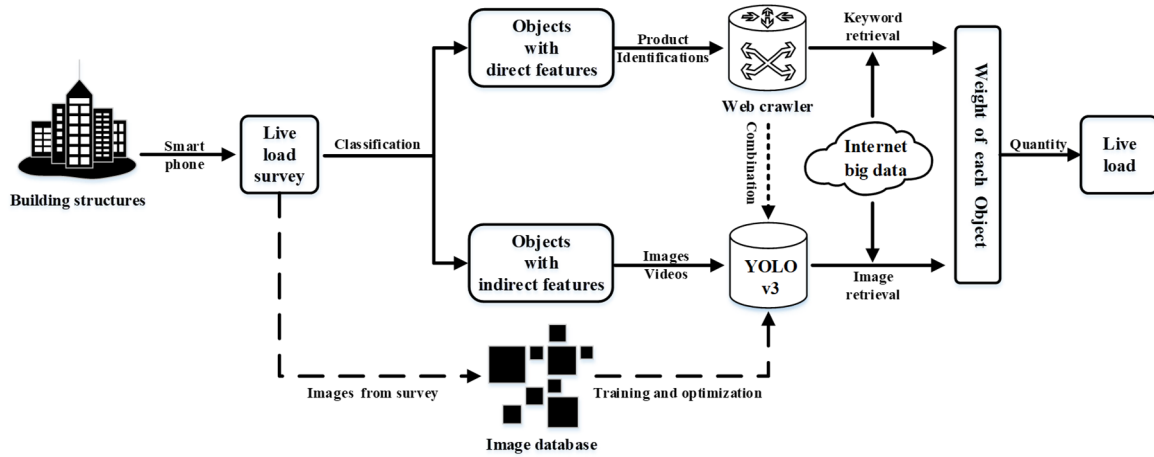 Building structures
Smart
phone
Live
load
survey
Classification
Objects
with
direct features
Product
Identifications
Web crawler
Keyword
retrieval
Combination
Internet
big data
Objects
with
indirect features
Images
Videos
YOLO
v3
Image
retrieval
Weight of each Object
Quantity
Live
load
Images from survey
Image database
Training and optimization